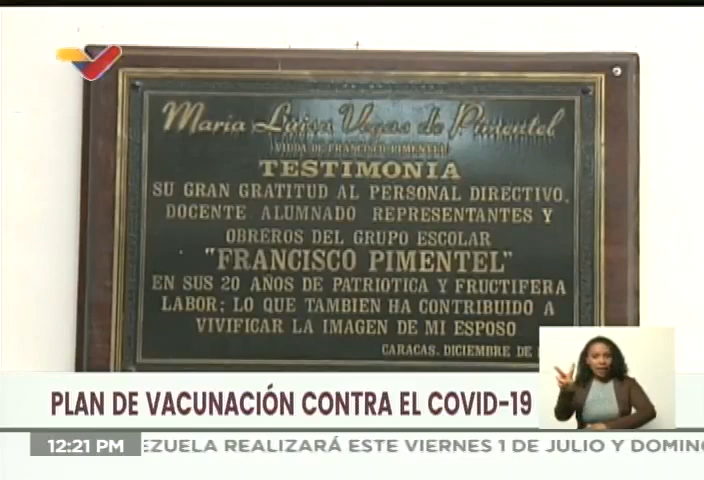 María Luisa Vegas de Pimentel
VIUDA DE FRANCISCO PIMENTEL
TESTIMONIA
SU GRAN GRATITUD AL PERSONAL DIRECTIVO,
DOCENTE ALUMNADO REPRESENTANTES Y
OBREROS DEL GRUPO ESCOLAR
"FRANCISCO PIMENTEL"
EN SUS 20 AÑOS DE PATRIOTICA Y FRUCTIFERA
LABOR; LO QUE TAMBIEN HA CONTRIBUIDO A
VIVIFICAR LA IMAGEN DE MI ESPOSO
CARACAS. DICIEMBRE DE
PLAN DE VACUNACIÓN CONTRA EL COVID-19
12:21 PM EZUELA REALIZARÁ ESTE VIERNES 1 DE JULIO Y DOMING